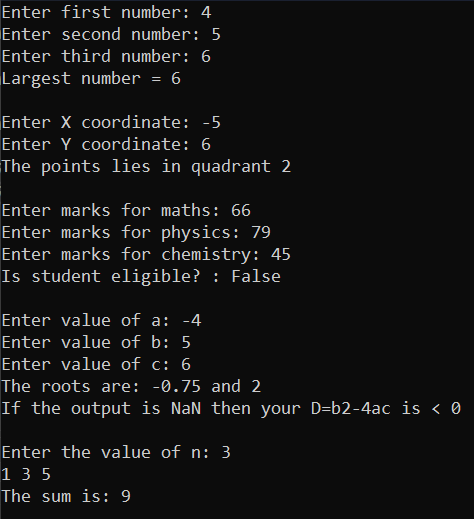 Enter first number: 4
Enter second number: 5
Enter third number: 6
Largest number = 6
Enter X coordinate: -5
Enter Y coordinate: 6
The points lies in quadrant 2
Enter marks for maths: 66
Enter marks for physics: 79
Enter marks for chemistry: 45
Is student eligible? : False
Enter value of a: -4
Enter value of b: 5
Enter value of c: 6
The roots are: -0.75 and 2
If the output is NaN then your D=b2-4ac is < 0
Enter the value of n: 3
1 3 5
The sum is: 9